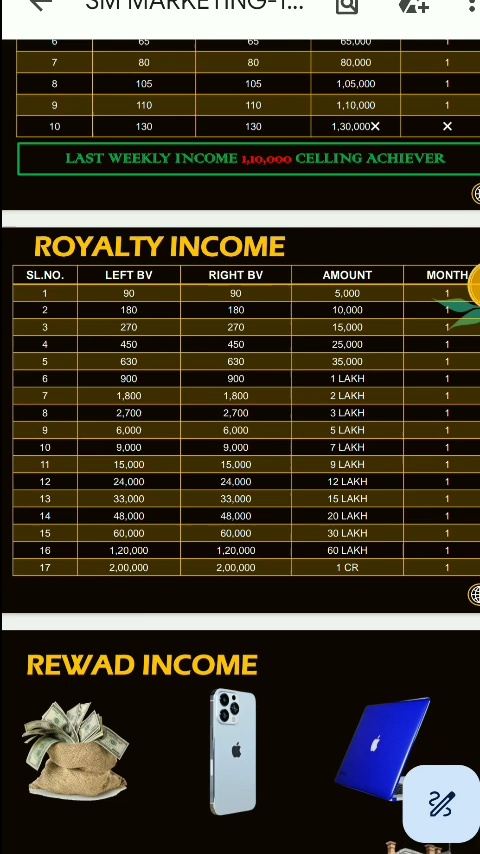 SM MARKETING-1...
6 65 65 65,000 1
7 80 80 80,000 1
8 105 105 1,05,000 1
9 110 110 1,10,000 1
10 130 130 1,30,000✕ ✕
LAST WEEKLY INCOME 1,10,000 CELLING ACHIEVER
ROYALTY INCOME
SL.NO. LEFT BV RIGHT BV AMOUNT MONTH
1 90 90 5,000 1
2 180 180 10,000 1
3 270 270 15,000 1
4 450 450 25,000 1
5 630 630 35,000 1
6 900 900 1 LAKH 1
7 1,800 1,800 2 LAKH 1
8 2,700 2,700 3 LAKH 1
9 6,000 6,000 5 LAKH 1
10 9,000 9,000 7 LAKH 1
11 15,000 15,000 9 LAKH 1
12 24,000 24,000 12 LAKH 1
13 33,000 33,000 15 LAKH 1
14 48,000 48,000 20 LAKH 1
15 60,000 60,000 30 LAKH 1
16 1,20,000 1,20,000 60 LAKH 1
17 2,00,000 2,00,000 1 CR 1
REWAD INCOME